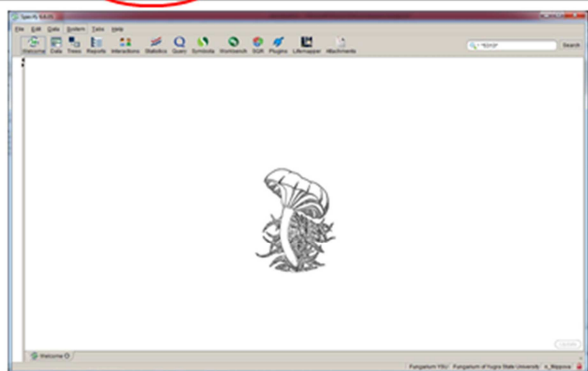 File Edit Data System Tabs Help
Welcome Data Trees Reports Interactions Statistics Query Symbiota Workbench SGR Plugins Lifemapper Attachments
Search
Welcome
Fungarium YSU Fungarium of Yugra State University